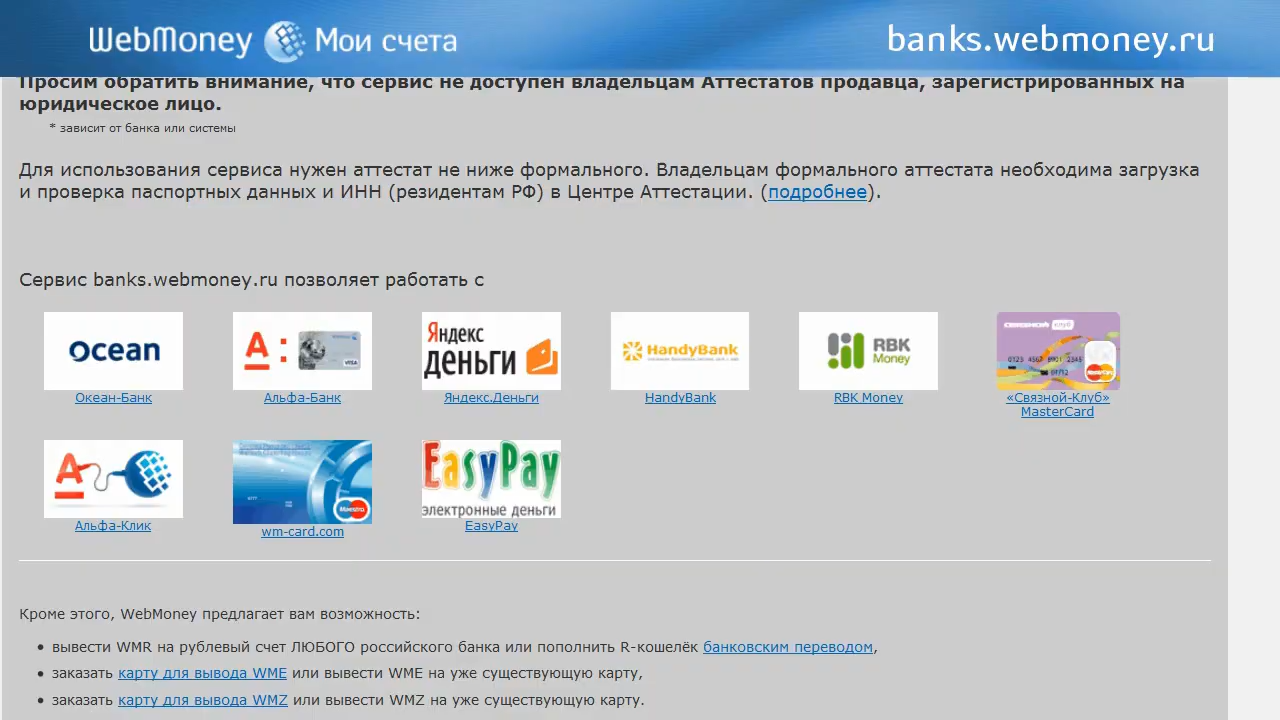 WebMoney Мои счета
banks.webmoney.ru
Просим обратить внимание, что сервис не доступен владельцам Аттестатов продавца, зарегистрированных на
юридическое лицо.
* зависит от банка или системы
Для использования сервиса нужен аттестат не ниже формального. Владельцам формального аттестата необходима загрузка
и проверка паспортных данных и ИНН (резидентам РФ) в Центре Аттестации. (подробнее).
Сервис banks.webmoney.ru позволяет работать с
Ocean
А :
VISA
Яндекс
деньги
HandyBank
RBK
Money
СВЯЗНОЙ клуб
MasterCard
Океан-Банк
Альфа-Банк
Яндекс.Деньги
HandyBank
RBK Money
«Связной-Клуб»
MasterCard
А
Maestro
EasyPay
электронные деньги
Альфа-Клик
wm-card.com
EasyPay
Кроме этого, WebMoney предлагает вам возможность:
• вывести WMR на рублевый счет ЛЮБОГО российского банка или пополнить R-кошелёк банковским переводом,
• заказать карту для вывода WME или вывести WME на уже существующую карту,
• заказать карту для вывода WMZ или вывести WMZ на уже существующую карту.